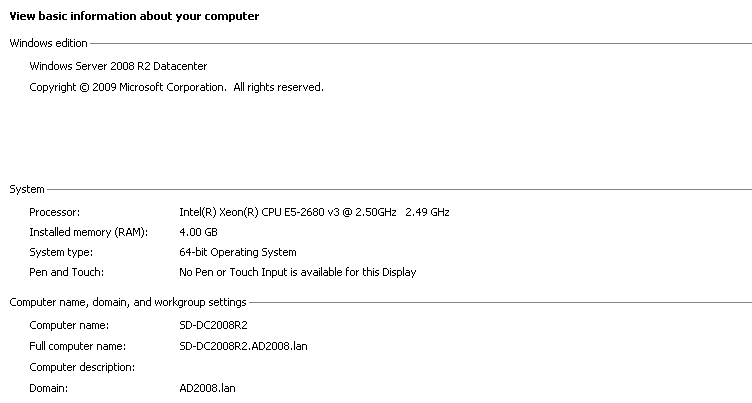 View basic information about your computer
Windows edition
Windows Server 2008 R2 Datacenter
Copyright © 2009 Microsoft Corporation.  All rights reserved.
System
Processor: Intel(R) Xeon(R) CPU E5-2680 v3 @ 2.50GHz   2.49 GHz
Installed memory (RAM): 4.00 GB
System type: 64-bit Operating System
Pen and Touch: No Pen or Touch Input is available for this Display
Computer name, domain, and workgroup settings
Computer name: SD-DC2008R2
Full computer name: SD-DC2008R2.AD2008.lan
Computer description:
Domain: AD2008.lan